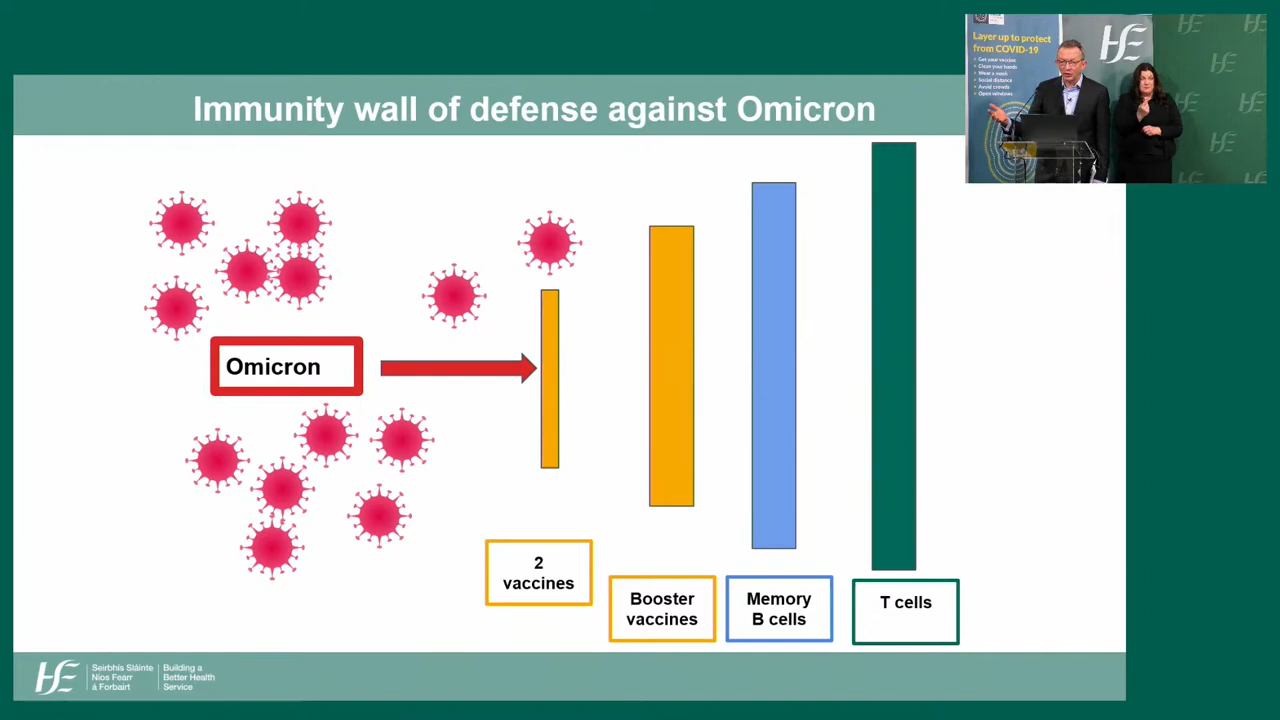 Immunity wall of defense against Omicron
Layer up to protect
from COVID-19
Get your vaccine
Clean your hands
Wear a mask
Social distance
Avoid crowds
Open windows
Omicron
2
vaccines
Booster
vaccines
Memory
B cells
T cells
Seirbhís Sláinte
Níos Fearr
á Forbairt
Building a
Better Health
Service